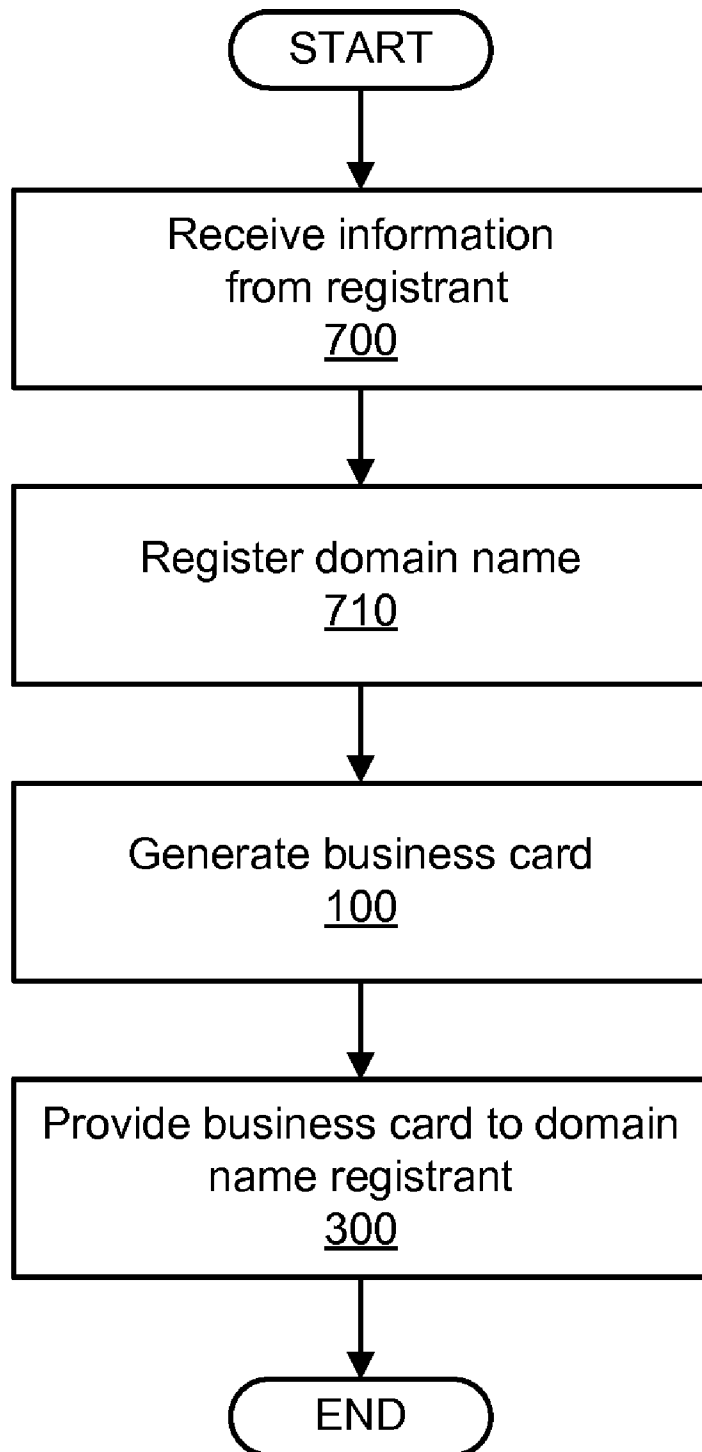 START
Receive information
from registrant
700
Register domain name
710
Generate business card
100
Provide business card to domain
name registrant
300
END